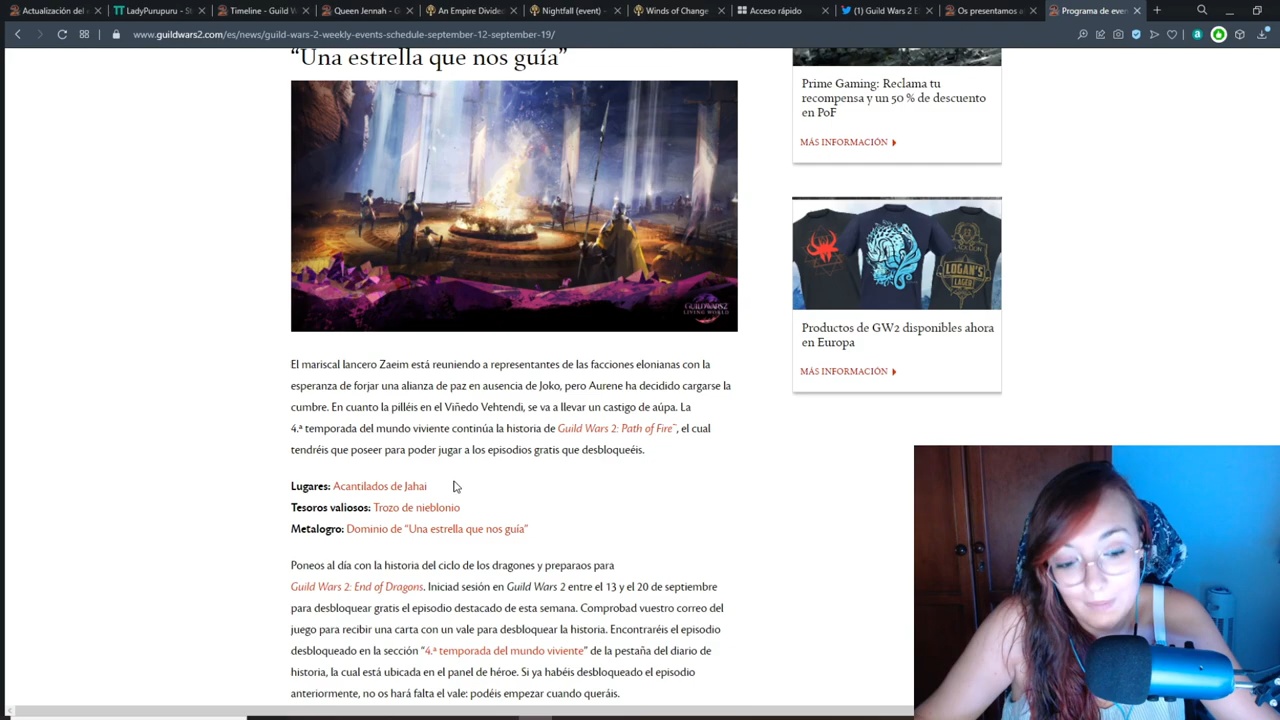 Actualización del
LadyPurupuru - St
Timeline - Guild W
Queen Jennah - G
An Empire Divided
Nightfall (event) -
Winds of Change
Acceso rápido
(1) Guild Wars 2 E
Os presentamos a
Programa de even
www.guildwars2.com/es/news/guild-wars-2-weekly-events-schedule-september-12-september-19/
“Una estrella que nos guía”
GUILD WARS 2
LIVING WORLD
El mariscal lancero Zaeim está reuniendo a representantes de las facciones elonianas con la
esperanza de forjar una alianza de paz en ausencia de Joko, pero Aurene ha decidido cargarse la
cumbre. En cuanto la pilléis en el Viñedo Vehtendi, se va a llevar un castigo de aúpa. La
4.ª temporada del mundo viviente continúa la historia de Guild Wars 2: Path of Fire™, el cual
tendréis que poseer para poder jugar a los episodios gratis que desbloqueéis.
Lugares: Acantilados de Jahai
Tesoros valiosos: Trozo de nieblonio
Metalogro: Dominio de “Una estrella que nos guía”
Poneos al día con la historia del ciclo de los dragones y preparaos para
Guild Wars 2: End of Dragons. Iniciad sesión en Guild Wars 2 entre el 13 y el 20 de septiembre
para desbloquear gratis el episodio destacado de esta semana. Comprobad vuestro correo del
juego para recibir una carta con un vale para desbloquear la historia. Encontraréis el episodio
desbloqueado en la sección “4.ª temporada del mundo viviente” de la pestaña del diario de
historia, la cual está ubicada en el panel de héroe. Si ya habéis desbloqueado el episodio
anteriormente, no os hará falta el vale: podéis empezar cuando queráis.
Prime Gaming: Reclama tu
recompensa y un 50 % de descuento
en PoF
MÁS INFORMACIÓN
LOGAN'S
LAGER
Productos de GW2 disponibles ahora
en Europa
MÁS INFORMACIÓN